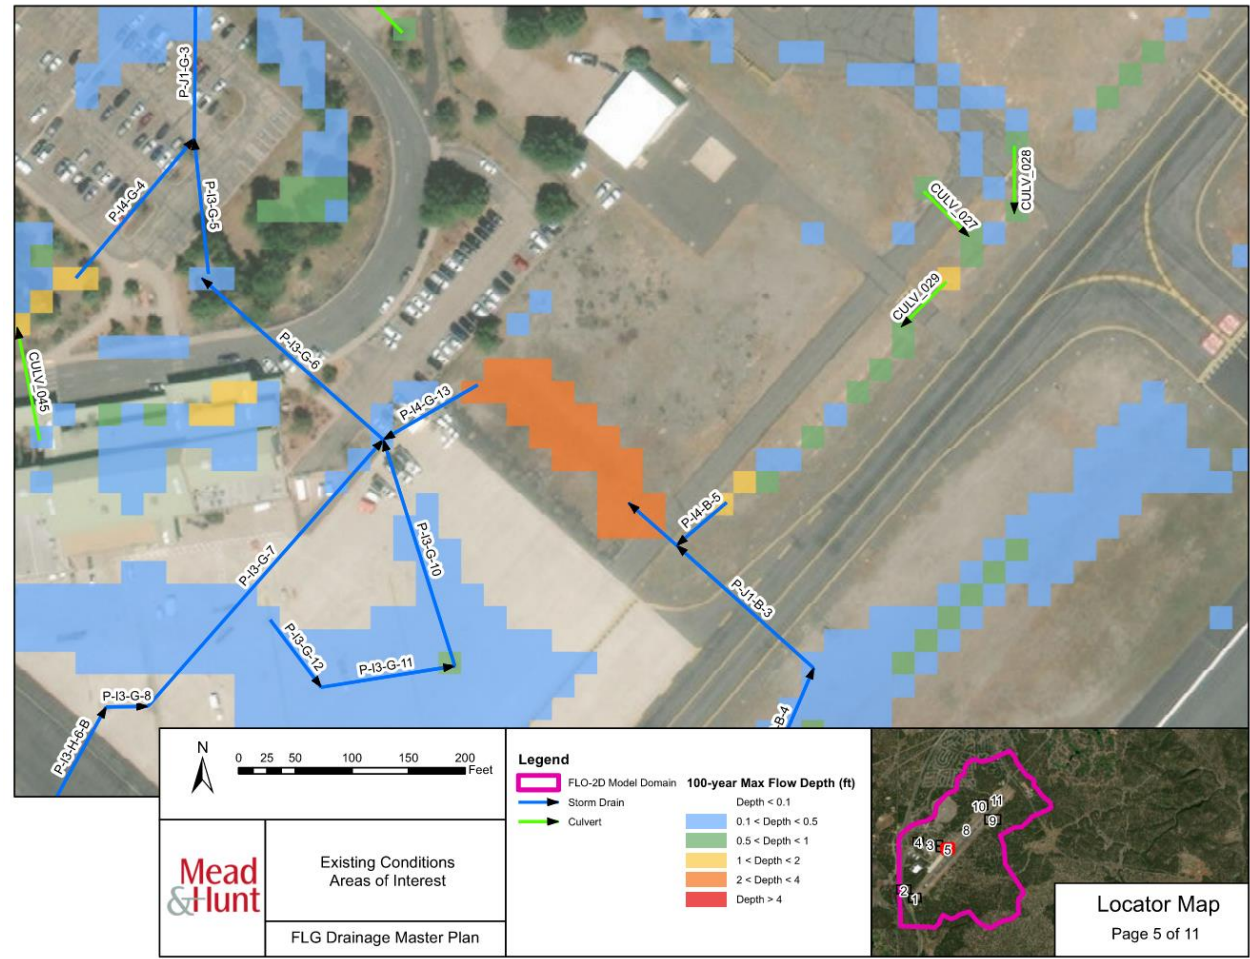 P-J1-G-3
P-I4-G-4
P-I3-G-5
CULV_028
CULV_027
CULV_029
P-I3-G-6
CULV_045
P-I4-G-13
P-I4-B-5
P-I3-G-10
P-I3-G-7
P-J1-B-3
P-I3-G-12
P-I3-G-11
P-I3-G-8
P-I3-H-6-B
B-4
N
0 25 50 100 150 200
Feet
Mead
&Hunt
Existing Conditions
Areas of Interest
FLG Drainage Master Plan
Legend
FLO-2D Model Domain
Storm Drain
Culvert
100-year Max Flow Depth (ft)
Depth < 0.1
0.1 < Depth < 0.5
0.5 < Depth < 1
1 < Depth < 2
2 < Depth < 4
Depth > 4
10 11
9
8
4 3 5
2
1
Locator Map
Page 5 of 11